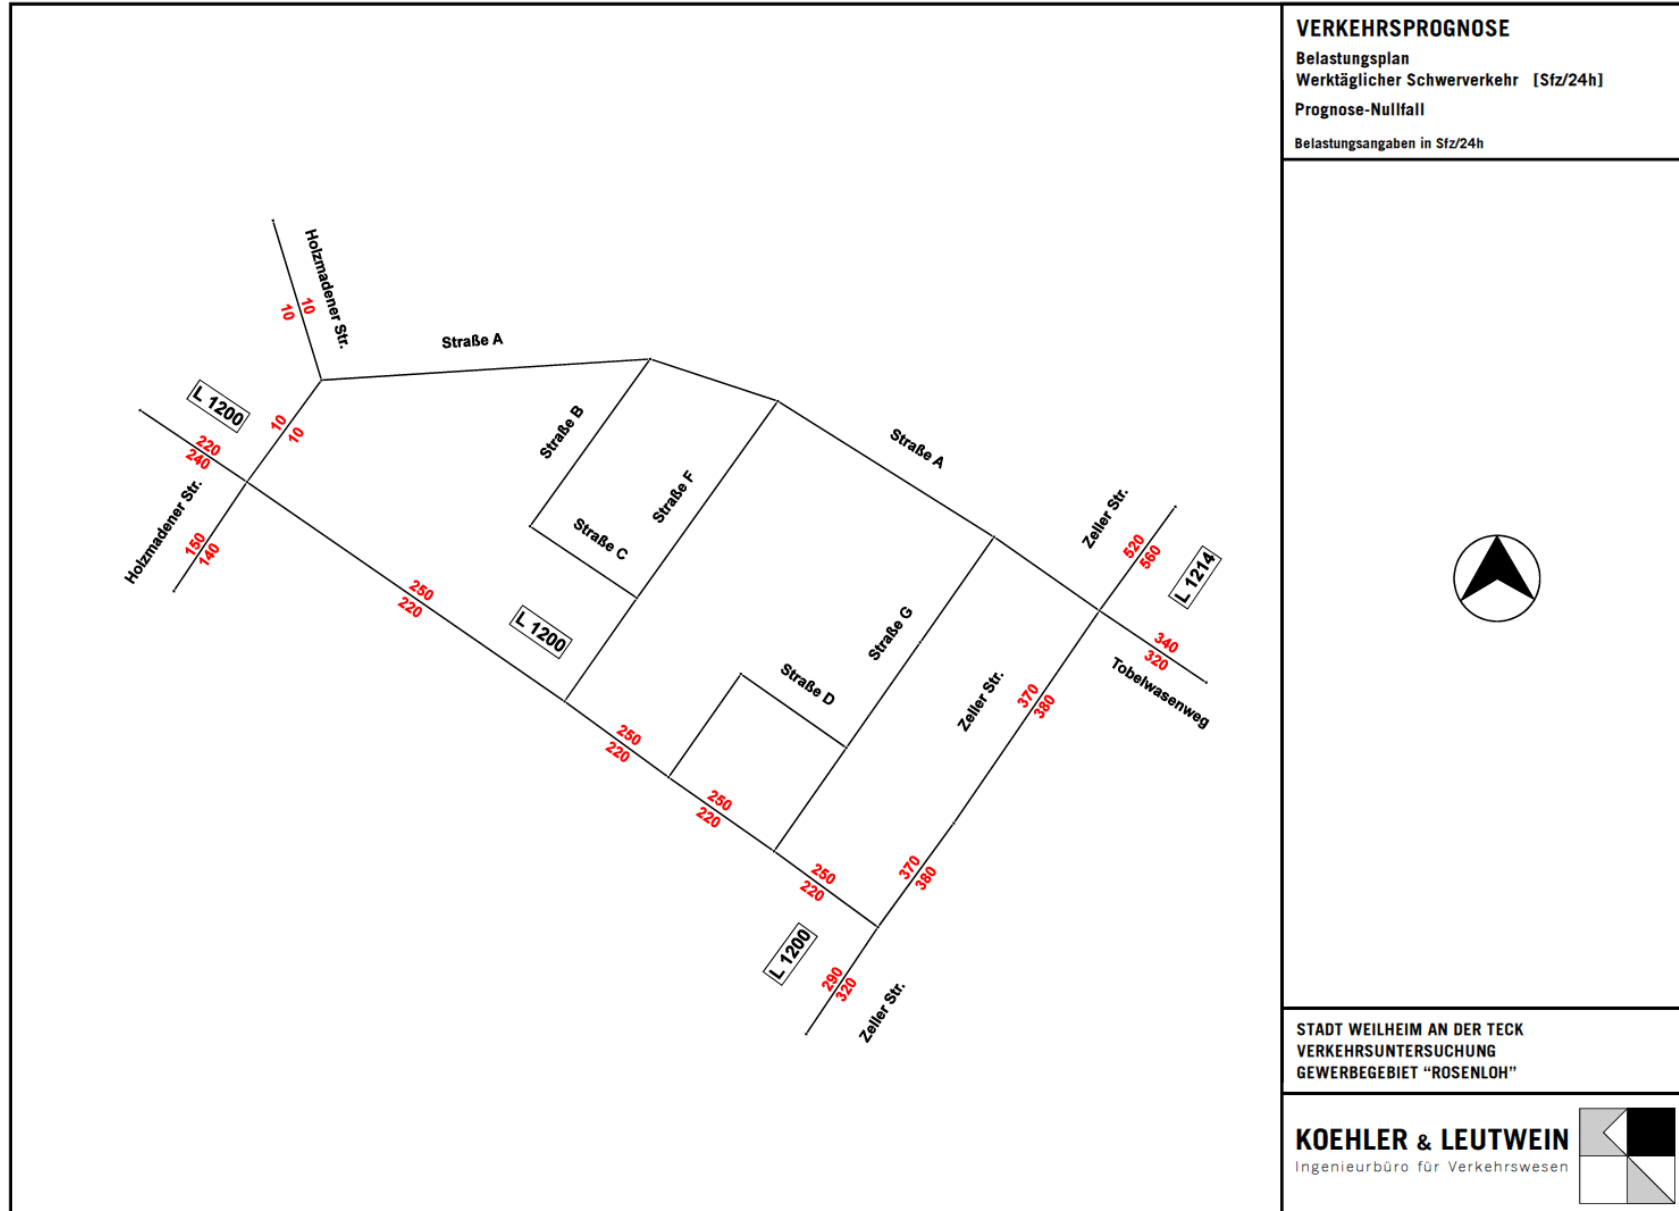 VERKEHRSPROGNOSE
Belastungsplan
Werktäglicher Schwerverkehr [Sfz/24h]
Prognose-Nullfall
Belastungsangaben in Sfz/24h
Holzmadener Str.
10
10
Straße A
L 1200
10
10
220
240
Holzmadener Str.
150
140
Straße B
Straße F
Straße C
Straße A
Zeller Str.
520
560
L 1214
340
320
Tobelwasenweg
250
220
L 1200
Straße G
Straße D
Zeller Str.
370
380
250
220
250
220
250
220
370
380
L 1200
290
320
Zeller Str.
STADT WEILHEIM AN DER TECK
VERKEHRSUNTERSUCHUNG
GEWERBEGEBIET “ROSENLOH”
KOEHLER & LEUTWEIN
Ingenieurbüro für Verkehrswesen